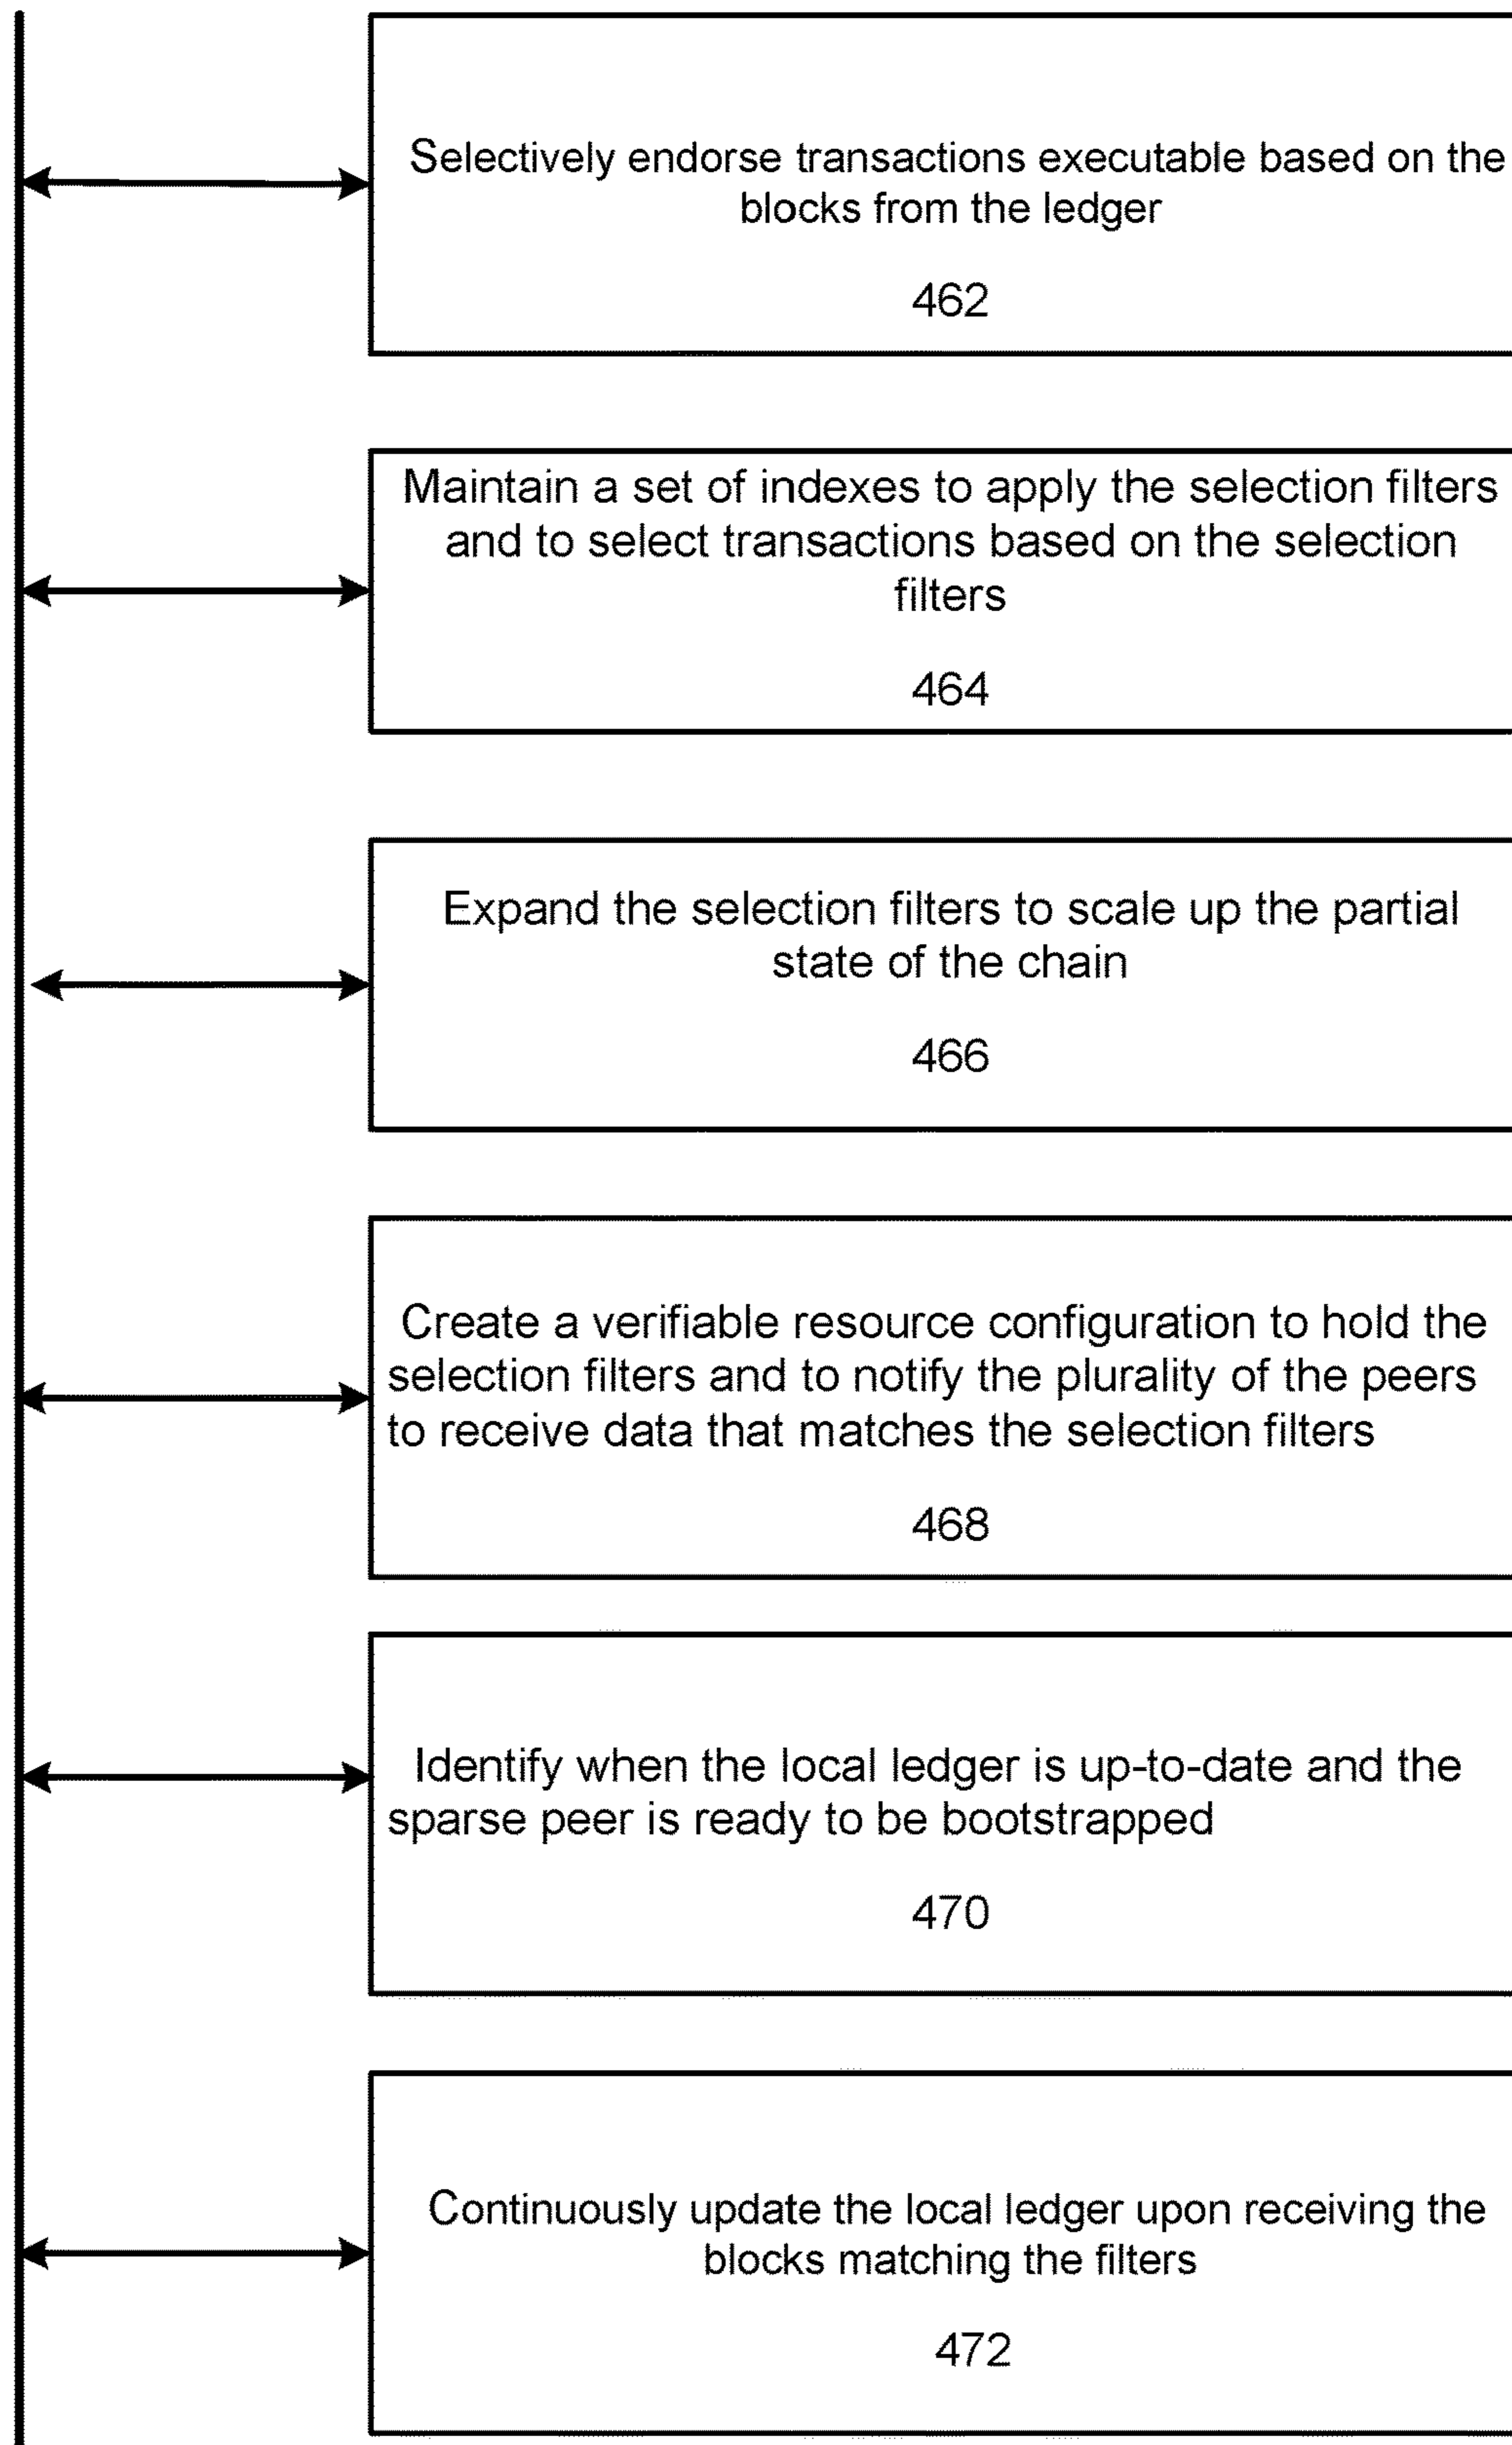 Selectively endorse transactions executable based on the
blocks from the ledger
462
Maintain a set of indexes to apply the selection filters
and to select transactions based on the selection
filters
464
Expand the selection filters to scale up the partial
state of the chain
466
Create a verifiable resource configuration to hold the
selection filters and to notify the plurality of the peers
to receive data that matches the selection filters
468
Identify when the local ledger is up-to-date and the
sparse peer is ready to be bootstrapped
470
Continuously update the local ledger upon receiving the
blocks matching the filters
472